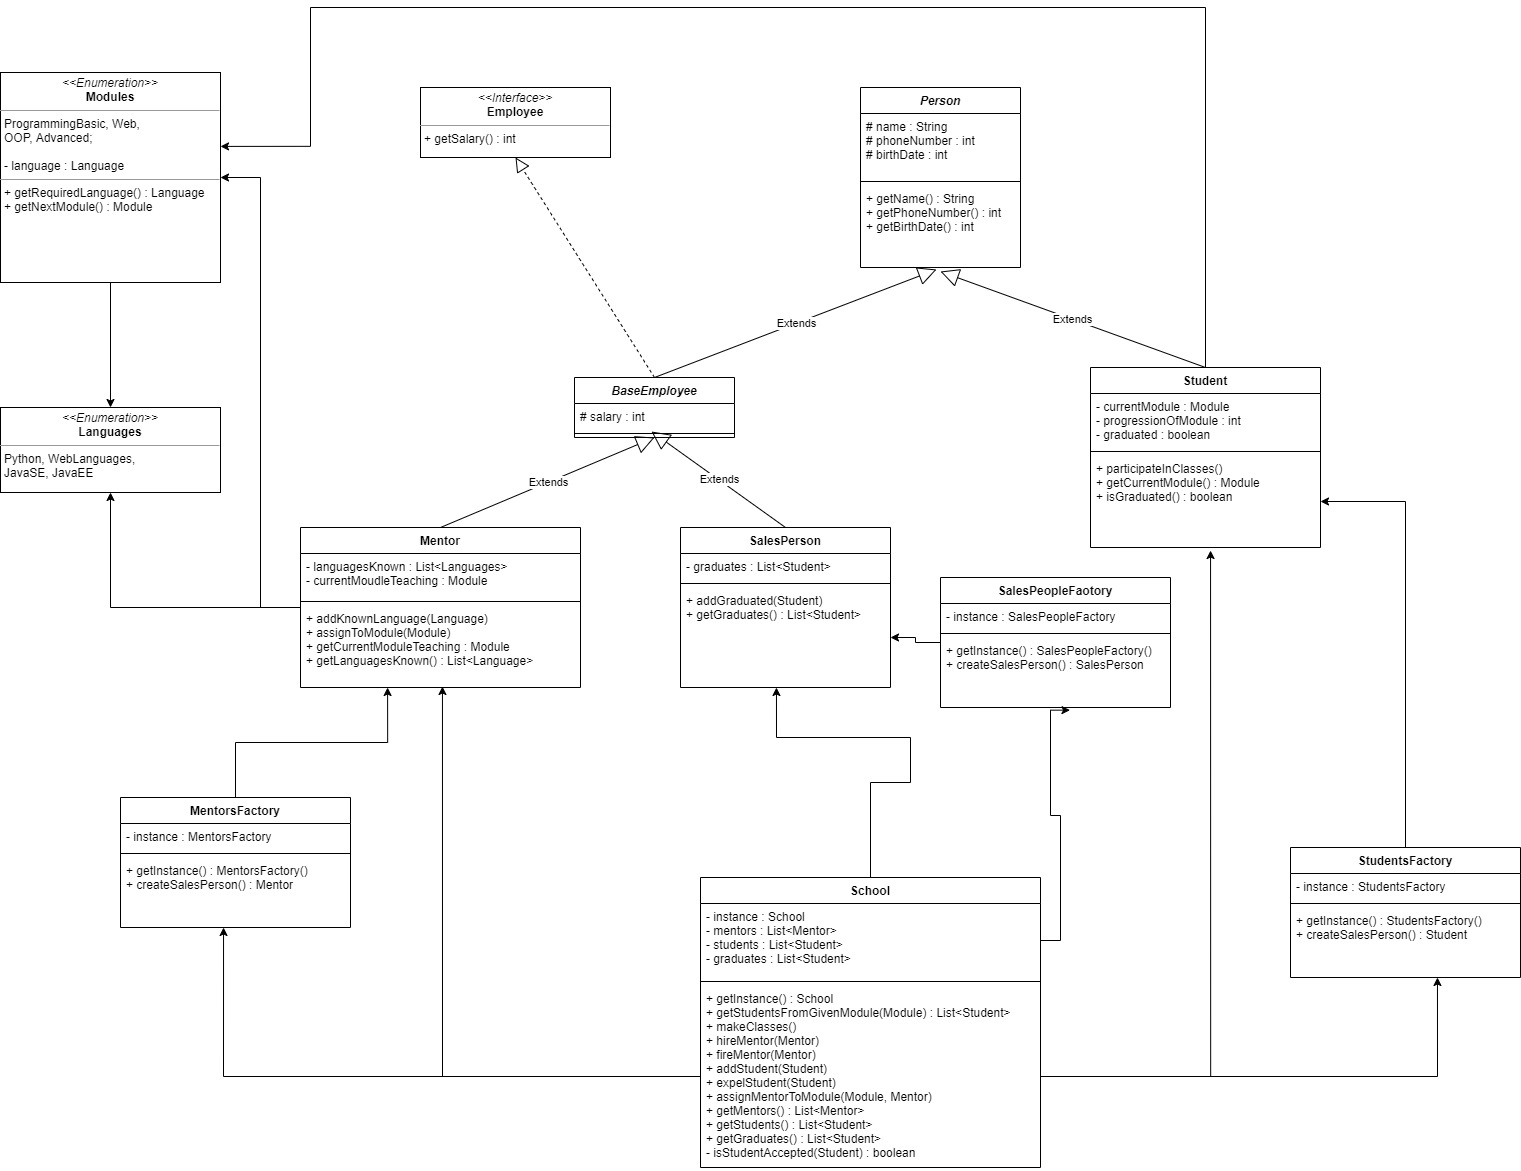 <<Enumeration>>
Modules
ProgrammingBasic, Web,
OOP, Advanced;
- language : Language
+ getRequiredLanguage() : Language
+ getNextModule() : Module
<<Interface>>
Employee
+ getSalary() : int
Person
# name : String
# phoneNumber : int
# birthDate : int
+ getName() : String
+ getPhoneNumber() : int
+ getBirthDate() : int
Extends
Extends
<<Enumeration>>
Languages
Python, WebLanguages,
JavaSE, JavaEE
BaseEmployee
# salary : int
Student
- currentModule : Module
- progressionOfModule : int
- graduated : boolean
+ participateInClasses()
+ getCurrentModule() : Module
+ isGraduated() : boolean
Extends
Extends
Mentor
- languagesKnown : List<Languages>
- currentMoudleTeaching : Module
+ addKnownLanguage(Language)
+ assignToModule(Module)
+ getCurrentModuleTeaching : Module
+ getLanguagesKnown() : List<Language>
SalesPerson
- graduates : List<Student>
+ addGraduated(Student)
+ getGraduates() : List<Student>
SalesPeopleFaotory
- instance : SalesPeopleFactory
+ getInstance() : SalesPeopleFactory()
+ createSalesPerson() : SalesPerson
MentorsFactory
- instance : MentorsFactory
+ getInstance() : MentorsFactory()
+ createSalesPerson() : Mentor
School
- instance : School
- mentors : List<Mentor>
- students : List<Student>
- graduates : List<Student>
+ getInstance() : School
+ getStudentsFromGivenModule(Module) : List<Student>
+ makeClasses()
+ hireMentor(Mentor)
+ fireMentor(Mentor)
+ addStudent(Student)
+ expelStudent(Student)
+ assignMentorToModule(Module, Mentor)
+ getMentors() : List<Mentor>
+ getStudents() : List<Student>
+ getGraduates() : List<Student>
- isStudentAccepted(Student) : boolean
StudentsFactory
- instance : StudentsFactory
+ getInstance() : StudentsFactory()
+ createSalesPerson() : Student